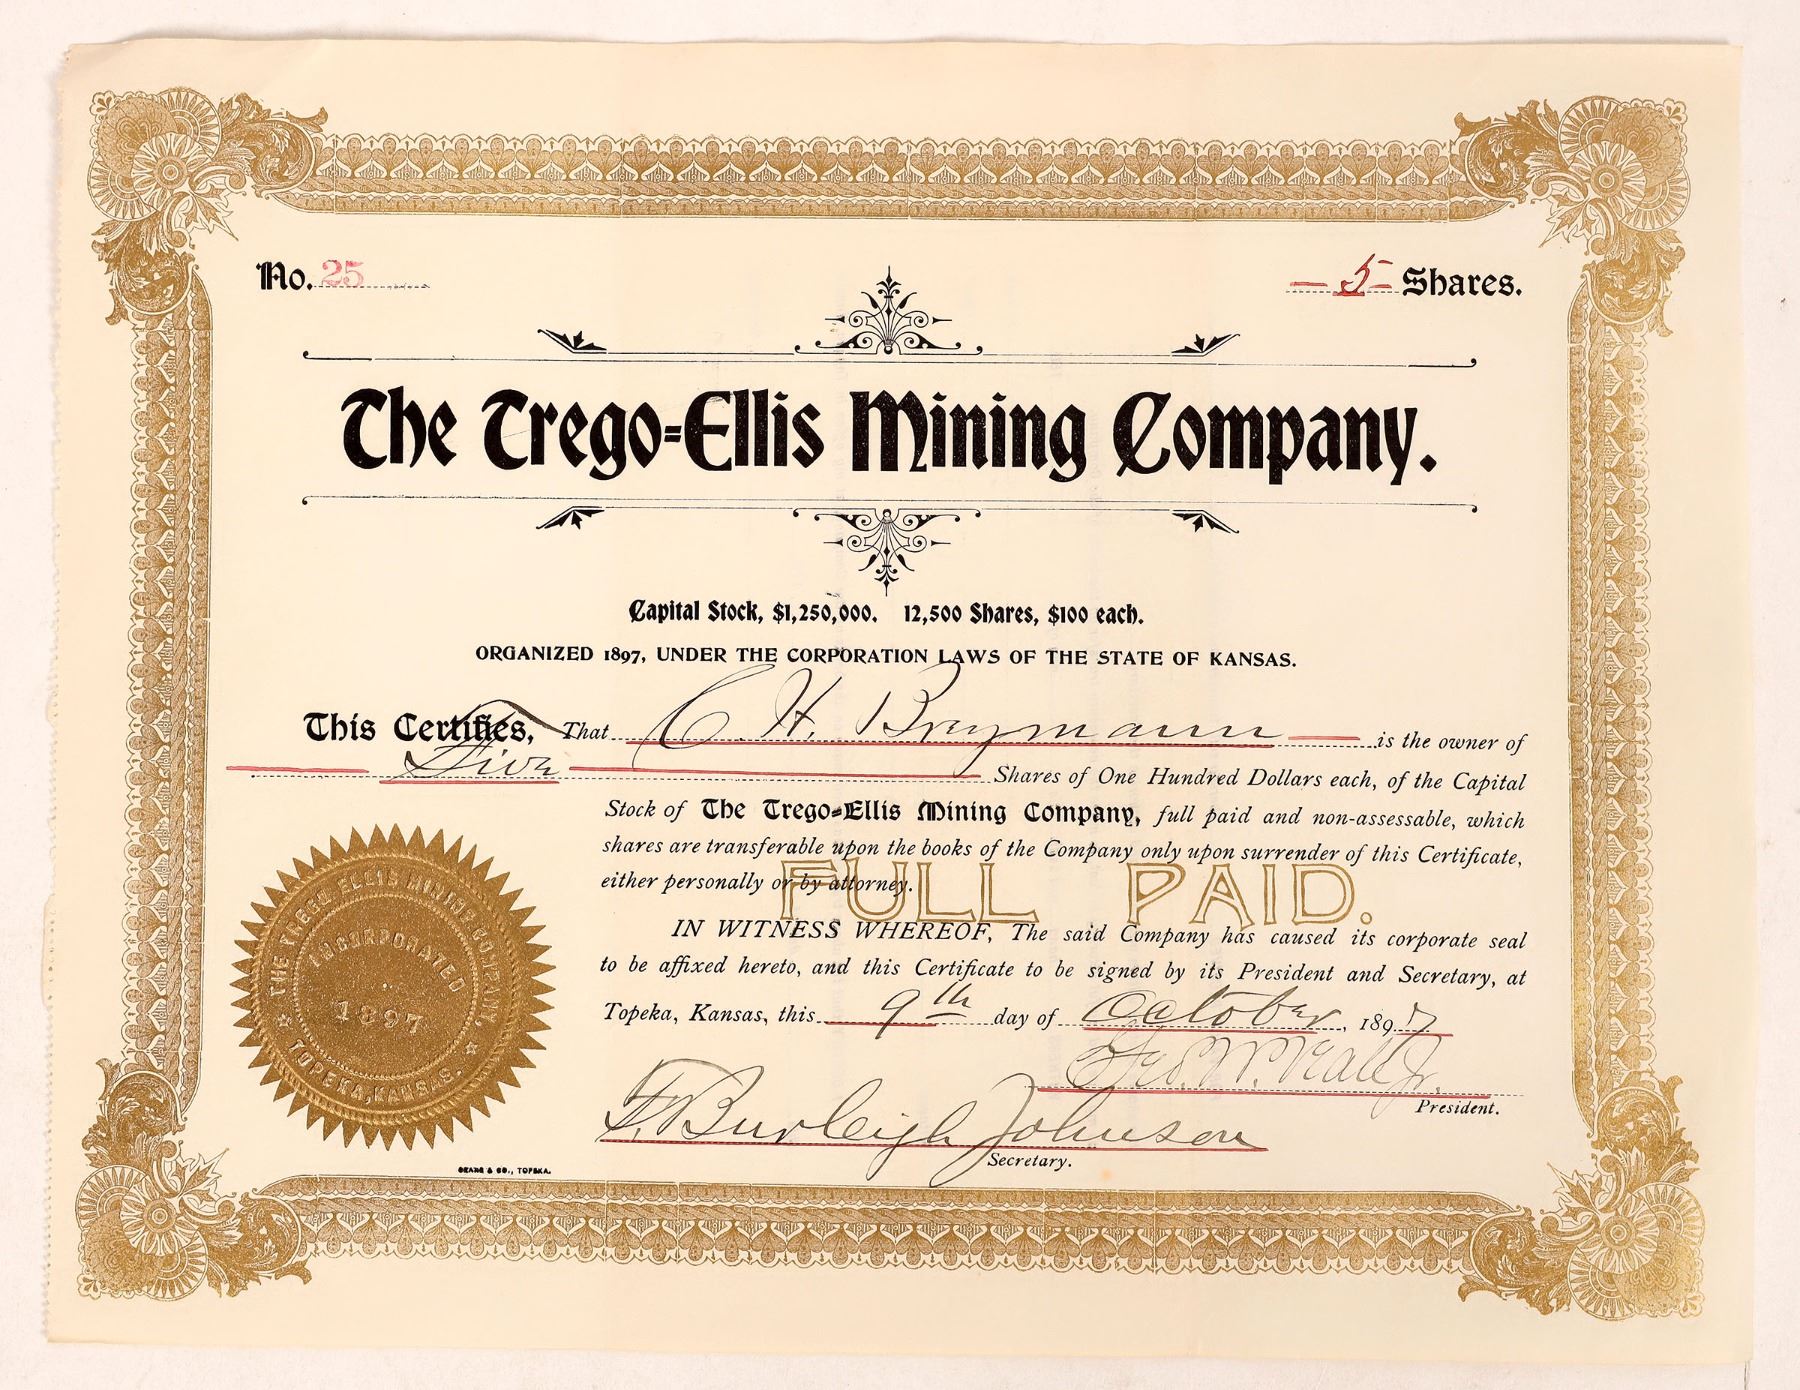 No. 25
— 5 — Shares.
The Trego=Ellis Mining Company.
Capital Stock, $1,250,000. 12,500 Shares, $100 each.
ORGANIZED 1897, UNDER THE CORPORATION LAWS OF THE STATE OF KANSAS.
This Certifies, That C. H. Breymann — is the owner of
Five Shares of One Hundred Dollars each, of the Capital
Stock of The Trego=Ellis Mining Company, full paid and non-assessable, which
shares are transferable upon the books of the Company only upon surrender of this Certificate,
either personally or by attorney.
FULL PAID.
IN WITNESS WHEREOF, The said Company has caused its corporate seal
to be affixed hereto, and this Certificate to be signed by its President and Secretary, at
Topeka, Kansas, this 9th day of October, 1897
Geo. W. Jr.
President.
F. Burleigh Johnson
Secretary.
THE TREGO ELLIS MINING COMPANY.
INCORPORATED
1897
TOPEKA, KANSAS.
& CO., TOPEKA.